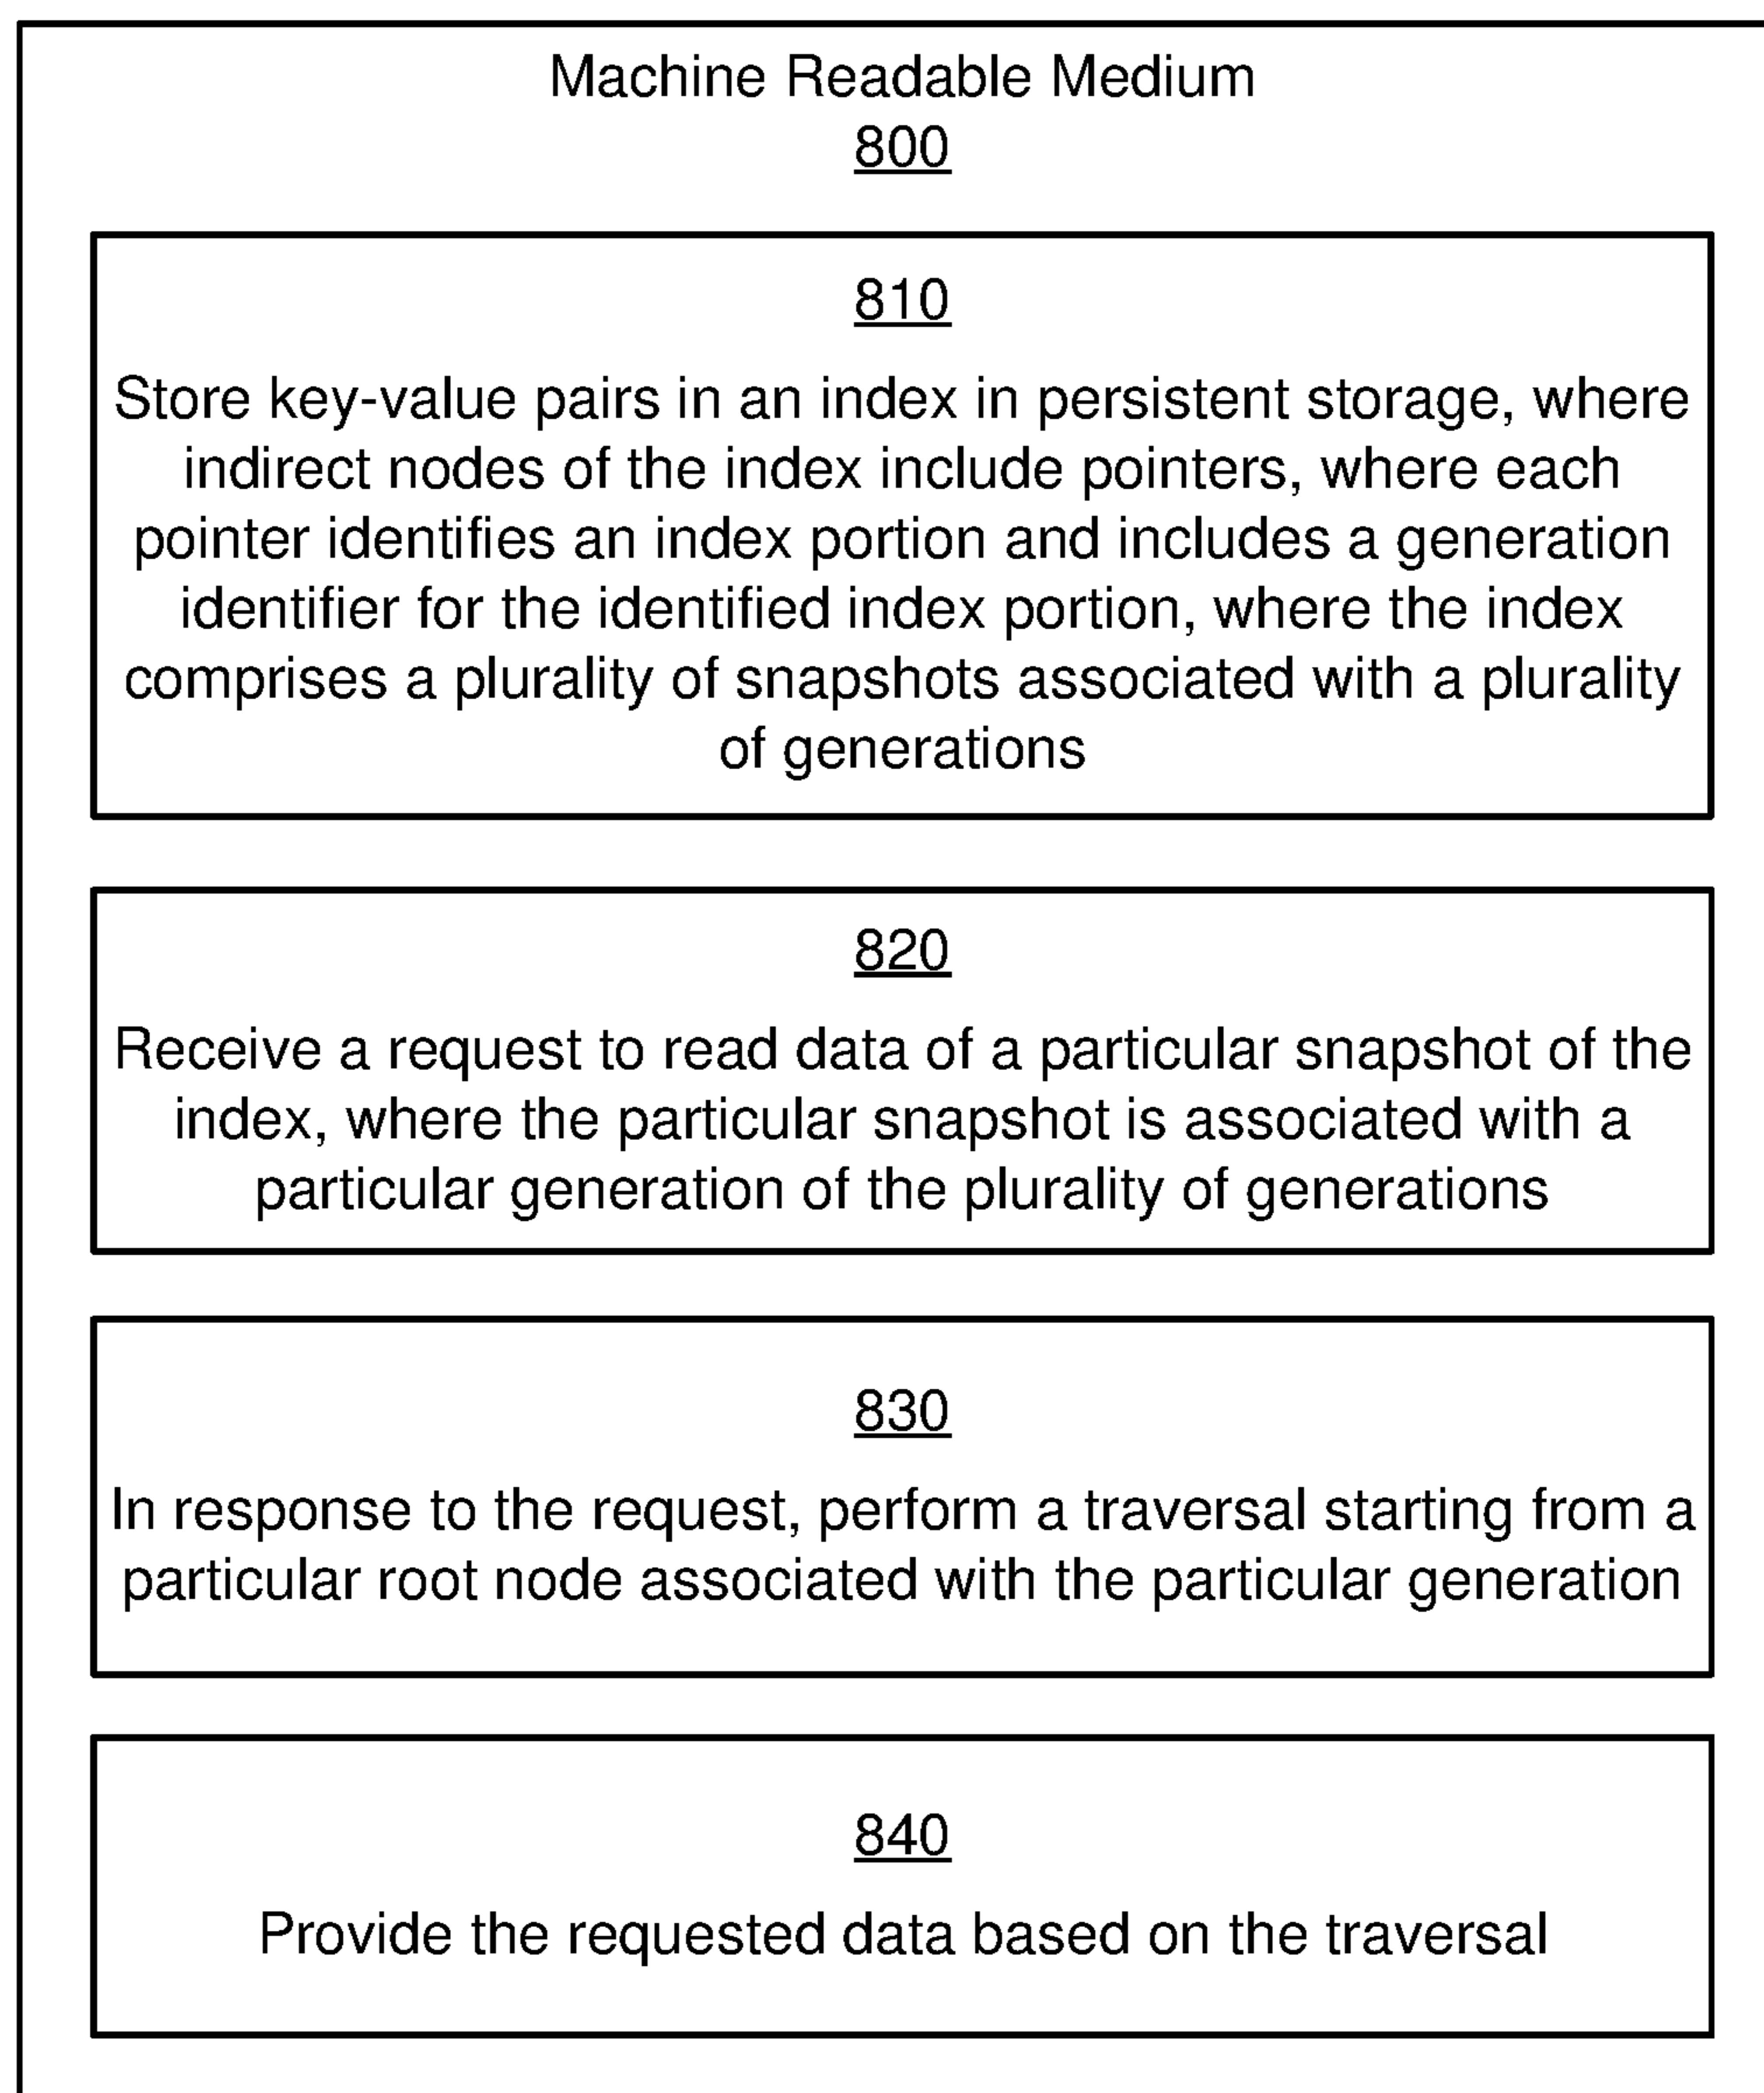 Machine Readable Medium
800
810
Store key-value pairs in an index in persistent storage, where
indirect nodes of the index include pointers, where each
pointer identifies an index portion and includes a generation
identifier for the identified index portion, where the index
comprises a plurality of snapshots associated with a plurality
of generations
820
Receive a request to read data of a particular snapshot of the
index, where the particular snapshot is associated with a
particular generation of the plurality of generations
830
In response to the request, perform a traversal starting from a
particular root node associated with the particular generation
840
Provide the requested data based on the traversal